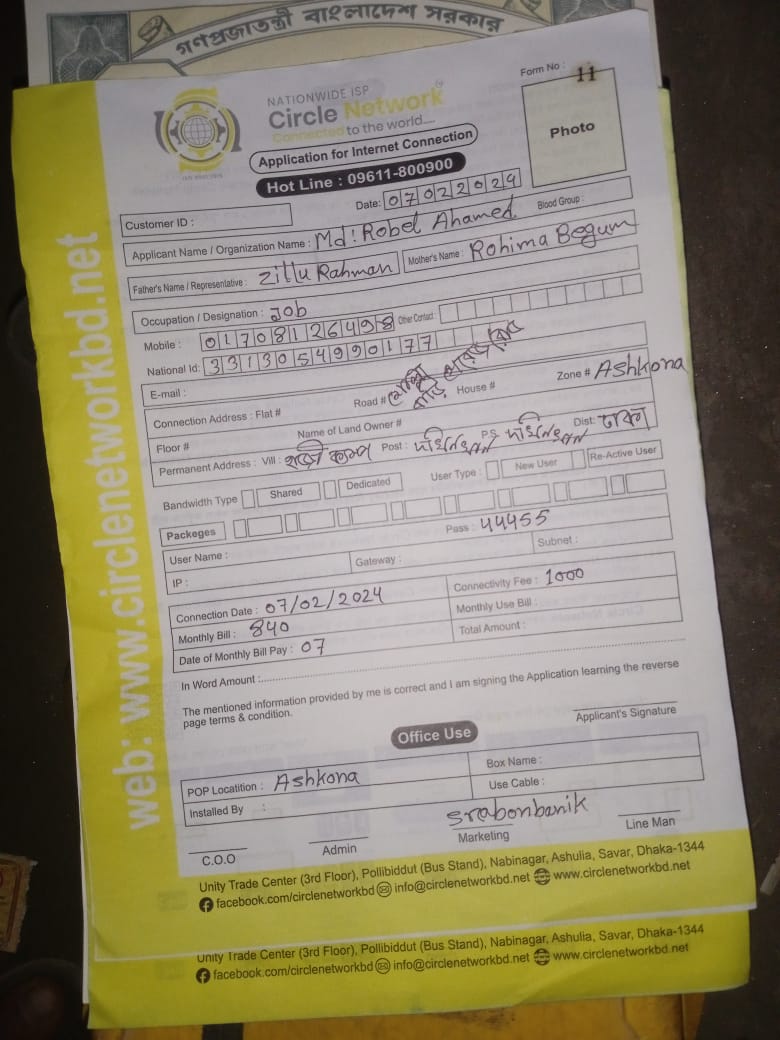 গণপ্রজাতন্ত্রী বাংলাদেশ সরকার
NATIONWIDE ISP
Circle Network
Connected to the world....
Form No : 11
Photo
Application for Internet Connection
Hot Line : 09611-800900
Date: 07022024
Customer ID :
Applicant Name / Organization Name : Md: Robel Ahamed Blood Group :
Father's Name / Representative : Zillu Rahman Mother's Name : Rohima Begum
Occupation / Designation : Job
Mobile : 01708126498 Other Contact :
National Id: 3313054990177
E-mail :
Connection Address : Flat # Road # House # Zone # Ashkona
Floor # Name of Land Owner #
Permanent Address : Vill : Post : PS Dist: ঢাকা
Bandwidth Type Shared Dedicated User Type : New User Re-Active User
Packeges
User Name : Pass : 44455
IP : Gateway : Subnet :
Connection Date : 07/02/2024 Connectivity Fee : 1000
Monthly Bill : 840 Monthly Use Bill :
Date of Monthly Bill Pay : 07 Total Amount :
In Word Amount :
The mentioned information provided by me is correct and I am signing the Application learning the reverse
page terms & condition.
Applicant's Signature
Office Use
POP Locatition : Ashkona Box Name :
Installed By : Use Cable :
srabonbanik
C.O.O Admin Marketing Line Man
Unity Trade Center (3rd Floor), Pollibiddut (Bus Stand), Nabinagar, Ashulia, Savar, Dhaka-1344
facebook.com/circlenetworkbd info@circlenetworkbd.net www.circlenetworkbd.net
Unity Trade Center (3rd Floor), Pollibiddut (Bus Stand), Nabinagar, Ashulia, Savar, Dhaka-1344
facebook.com/circlenetworkbd info@circlenetworkbd.net www.circlenetworkbd.net
web: www.circlenetworkbd.net